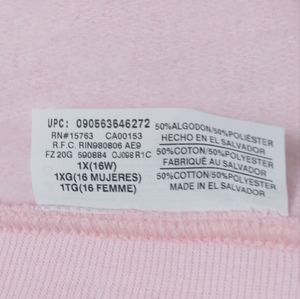 UPC: 090563646272
RN#15763 CA00153
R.F.C. RIN980806 AE9
FZ 20G 590884 OJ098 R1C
1X(16W)
1XG(16 MUJERES)
1TG(16 FEMME)
50%ALGODON/50%POLIÉSTER
HECHO EN EL SALVADOR
50%COTON/50%POLYESTER
FABRIQUÉ AU SALVADOR
50%COTTON/50%POLYESTER
MADE IN EL SALVADOR